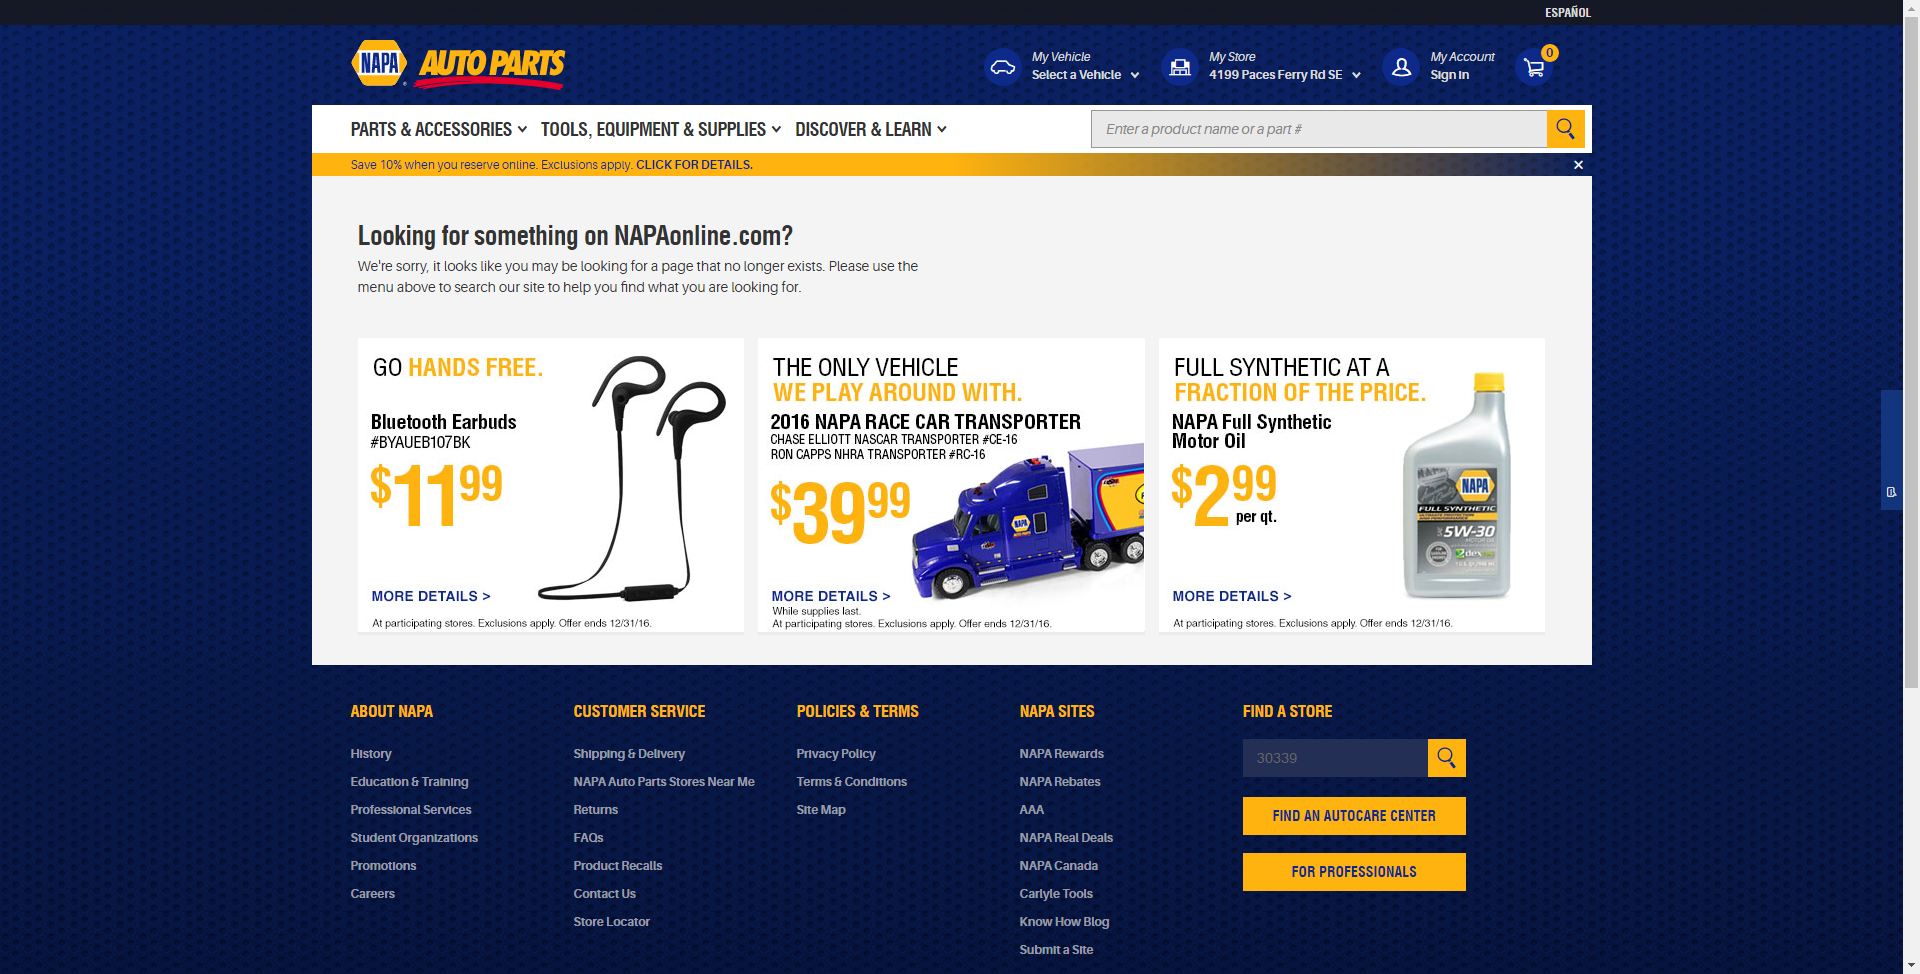 ESPAÑOL
NAPA AUTO PARTS
My Vehicle
Select a Vehicle
My Store
4199 Paces Ferry Rd SE
My Account
Sign in
0
PARTS & ACCESSORIES
TOOLS, EQUIPMENT & SUPPLIES
DISCOVER & LEARN
Enter a product name or a part #
Save 10% when you reserve online. Exclusions apply. CLICK FOR DETAILS.
Looking for something on NAPAonline.com?
We're sorry, it looks like you may be looking for a page that no longer exists. Please use the
menu above to search our site to help you find what you are looking for.
GO HANDS FREE.
Bluetooth Earbuds
#BYAUEB107BK
$11 99
MORE DETAILS >
At participating stores. Exclusions apply. Offer ends 12/31/16.
THE ONLY VEHICLE
WE PLAY AROUND WITH.
2016 NAPA RACE CAR TRANSPORTER
CHASE ELLIOTT NASCAR TRANSPORTER #CE-16
RON CAPPS NHRA TRANSPORTER #RC-16
$39 99
NAPA
MORE DETAILS >
While supplies last.
At participating stores. Exclusions apply. Offer ends 12/31/16.
FULL SYNTHETIC AT A
FRACTION OF THE PRICE.
NAPA Full Synthetic
Motor Oil
$2 99
per qt.
NAPA
FULL SYNTHETIC
5W-30
MOTOR OIL
MORE DETAILS >
At participating stores. Exclusions apply. Offer ends 12/31/16.
ABOUT NAPA
History
Education & Training
Professional Services
Student Organizations
Promotions
Careers
CUSTOMER SERVICE
Shipping & Delivery
NAPA Auto Parts Stores Near Me
Returns
FAQs
Product Recalls
Contact Us
Store Locator
POLICIES & TERMS
Privacy Policy
Terms & Conditions
Site Map
NAPA SITES
NAPA Rewards
NAPA Rebates
AAA
NAPA Real Deals
NAPA Canada
Carlyle Tools
Know How Blog
Submit a Site
FIND A STORE
30339
FIND AN AUTOCARE CENTER
FOR PROFESSIONALS